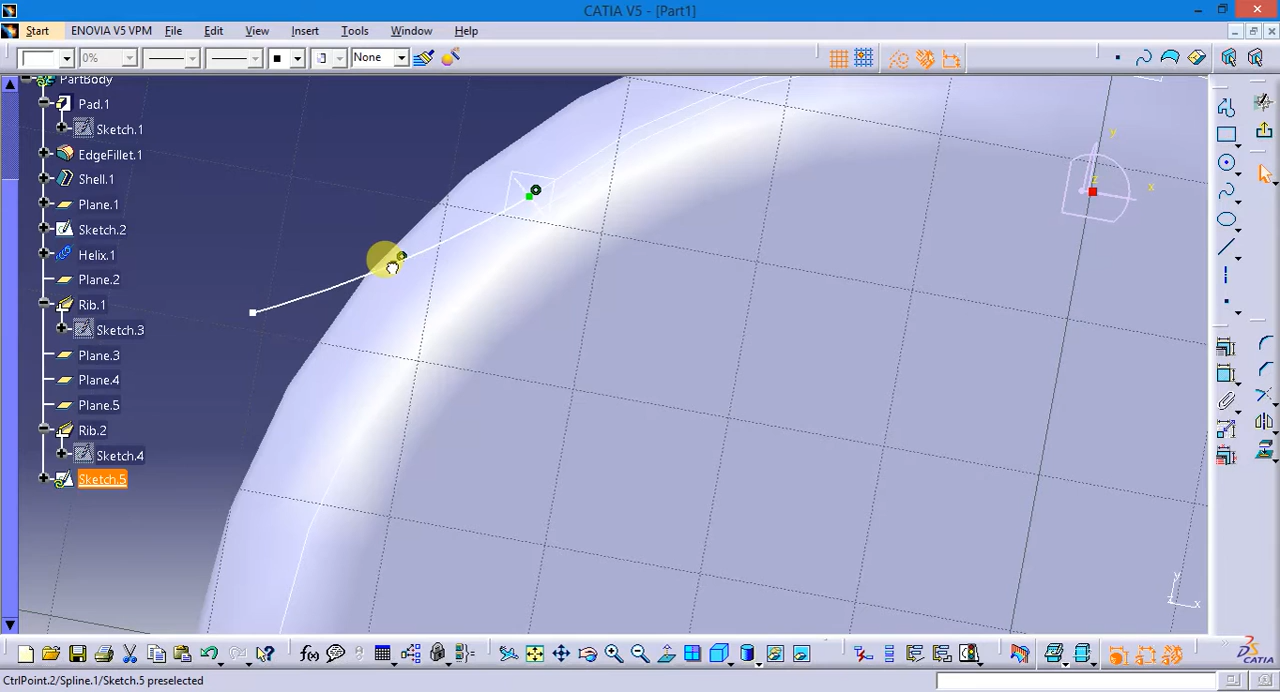 CATIA V5 - [Part1]
Start ENOVIA V5 VPM File Edit View Insert Tools Window Help
0% None
PartBody
Pad.1
Sketch.1
EdgeFillet.1
Shell.1
Plane.1
Sketch.2
Helix.1
Plane.2
Rib.1
Sketch.3
Plane.3
Plane.4
Plane.5
Rib.2
Sketch.4
Sketch.5
y
z
x
y
z x
f(x)
CATIA
CtrlPoint.2/Spline.1/Sketch.5 preselected